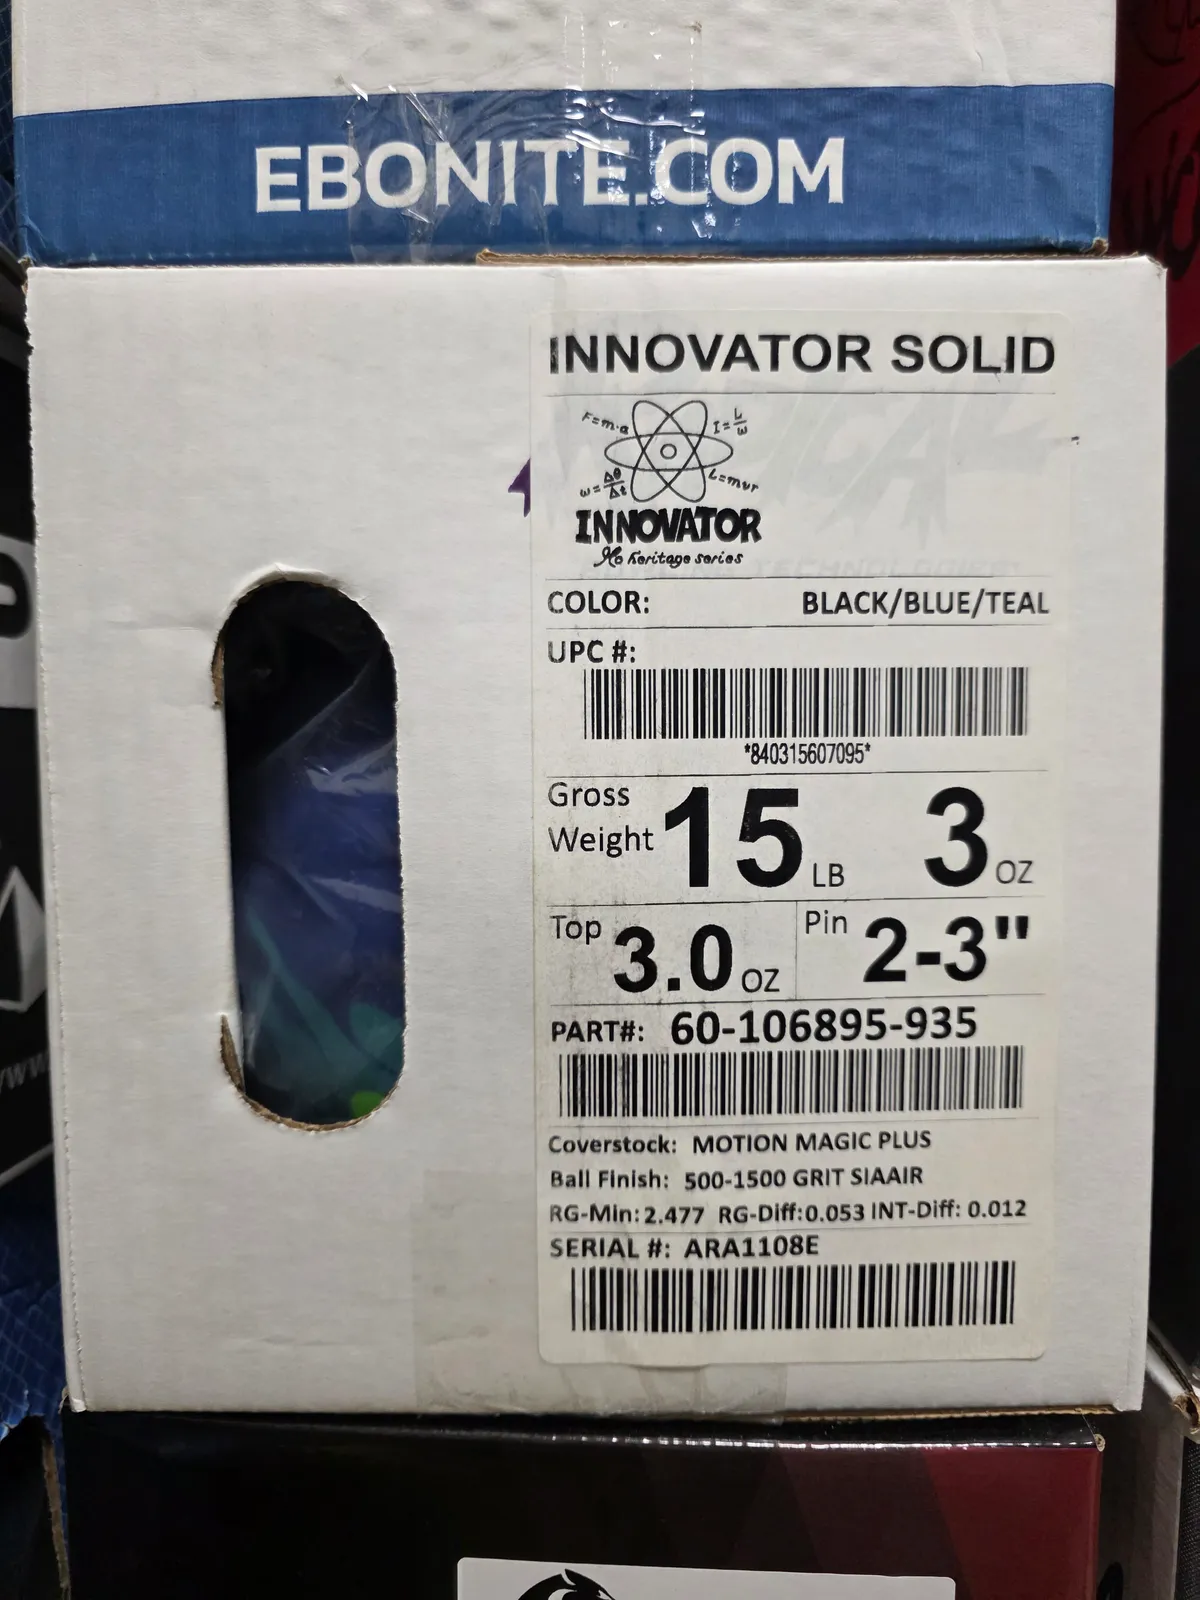 EBONITE.COM
INNOVATOR SOLID
F=m·a
I=L/ω
ω=Δθ/Δt
L=mvr
INNOVATOR
heritage series
COLOR: BLACK/BLUE/TEAL
UPC #:
*840315607095*
Gross Weight 15 LB 3 OZ
Top 3.0 OZ Pin 2-3"
PART#: 60-106895-935
Coverstock: MOTION MAGIC PLUS
Ball Finish: 500-1500 GRIT SIAAIR
RG-Min: 2.477 RG-Diff: 0.053 INT-Diff: 0.012
SERIAL #: ARA1108E